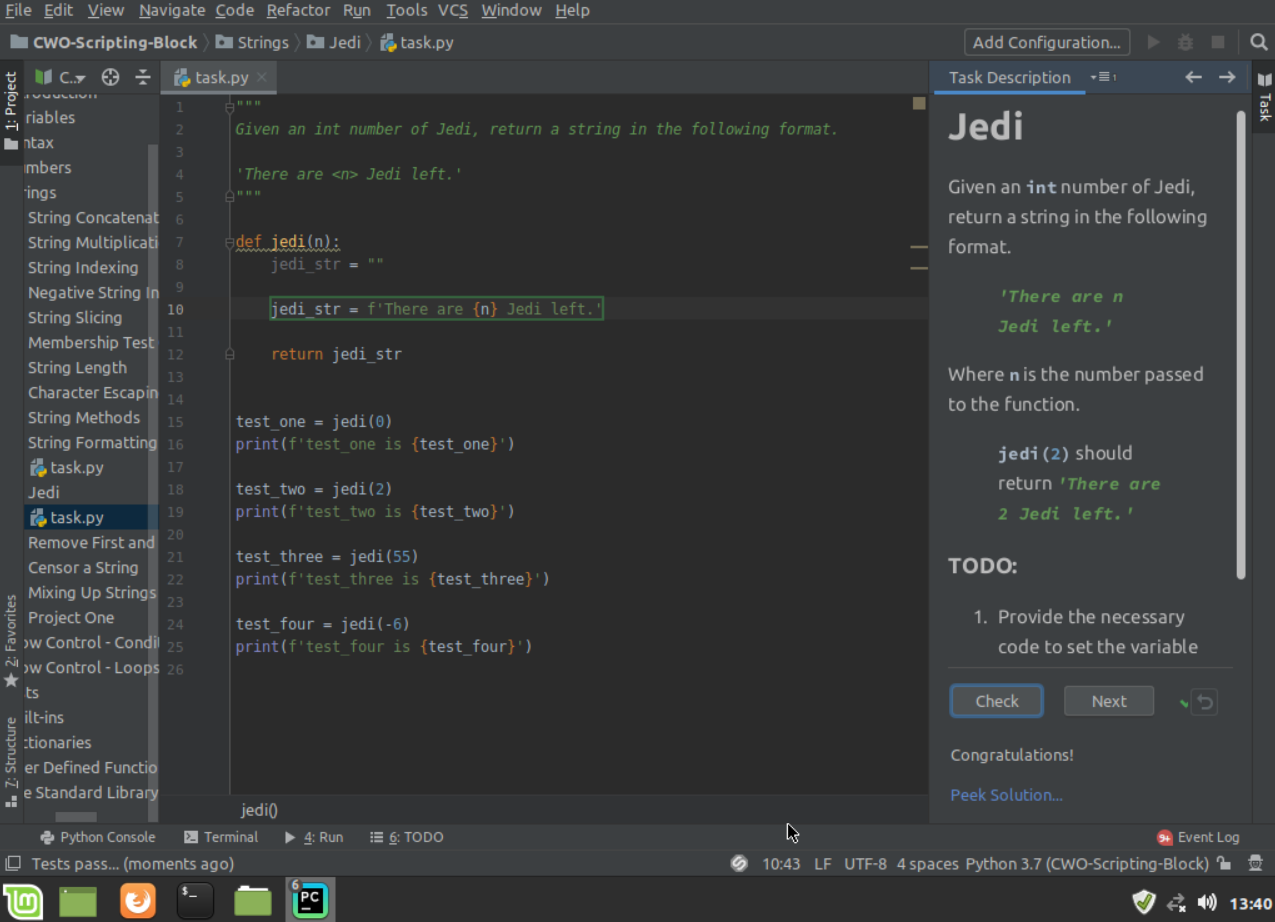 File Edit View Navigate Code Refactor Run Tools VCS Window Help
CWO-Scripting-Block Strings Jedi task.py Add Configuration...
1: Project
C..
task.py
Task Description
Task
riables
ntax
mbers
rings
String Concatenat
String Multiplicati
String Indexing
Negative String In
String Slicing
Membership Test
String Length
Character Escapin
String Methods
String Formatting
task.py
Jedi
task.py
Remove First and
Censor a String
Mixing Up Strings
Project One
ow Control - Condi
ow Control - Loops
ts
ilt-ins
ctionaries
er Defined Functio
e Standard Library
2: Favorites
Z: Structure
1 """
2 Given an int number of Jedi, return a string in the following format.
3
4 'There are <n> Jedi left.'
5 """
6
7 def jedi(n):
8 jedi_str = ""
9
10 jedi_str = f'There are {n} Jedi left.'
11
12 return jedi_str
13
14
15 test_one = jedi(0)
16 print(f'test_one is {test_one}')
17
18 test_two = jedi(2)
19 print(f'test_two is {test_two}')
20
21 test_three = jedi(55)
22 print(f'test_three is {test_three}')
23
24 test_four = jedi(-6)
25 print(f'test_four is {test_four}')
26
jedi()
Jedi
Given an int number of Jedi,
return a string in the following
format.
'There are n
Jedi left.'
Where n is the number passed
to the function.
jedi(2) should
return 'There are
2 Jedi left.'
TODO:
1. Provide the necessary
code to set the variable
Check Next
Congratulations!
Peek Solution...
Python Console Terminal 4: Run 6: TODO 9+ Event Log
Tests pass... (moments ago) 10:43 LF UTF-8 4 spaces Python 3.7 (CWO-Scripting-Block)
$_ 6 PC 13:40